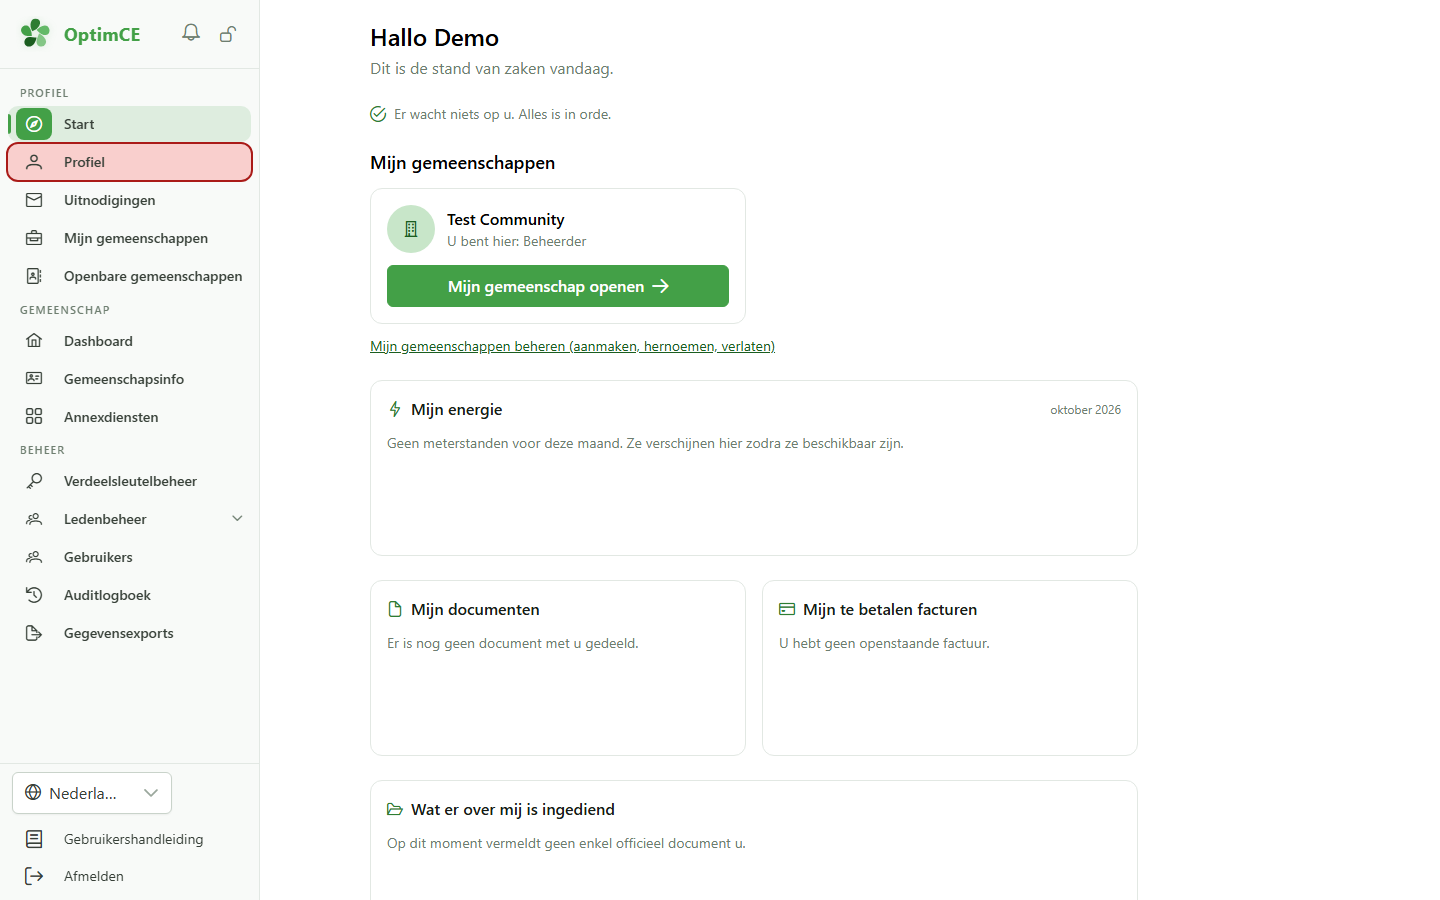 OptimCE
PROFIEL
Start
Profiel
Uitnodigingen
Mijn gemeenschappen
Openbare gemeenschappen
GEMEENSCHAP
Dashboard
Gemeenschapsinfo
Annexdiensten
BEHEER
Verdeelsleutelbeheer
Ledenbeheer
Gebruikers
Auditlogboek
Gegevensexports
Nederla...
Gebruikershandleiding
Afmelden
Hallo Demo
Dit is de stand van zaken vandaag.
Er wacht niets op u. Alles is in orde.
Mijn gemeenschappen
Test Community
U bent hier: Beheerder
Mijn gemeenschap openen
Mijn gemeenschappen beheren (aanmaken, hernoemen, verlaten)
Mijn energie
oktober 2026
Geen meterstanden voor deze maand. Ze verschijnen hier zodra ze beschikbaar zijn.
Mijn documenten
Er is nog geen document met u gedeeld.
Mijn te betalen facturen
U hebt geen openstaande factuur.
Wat er over mij is ingediend
Op dit moment vermeldt geen enkel officieel document u.